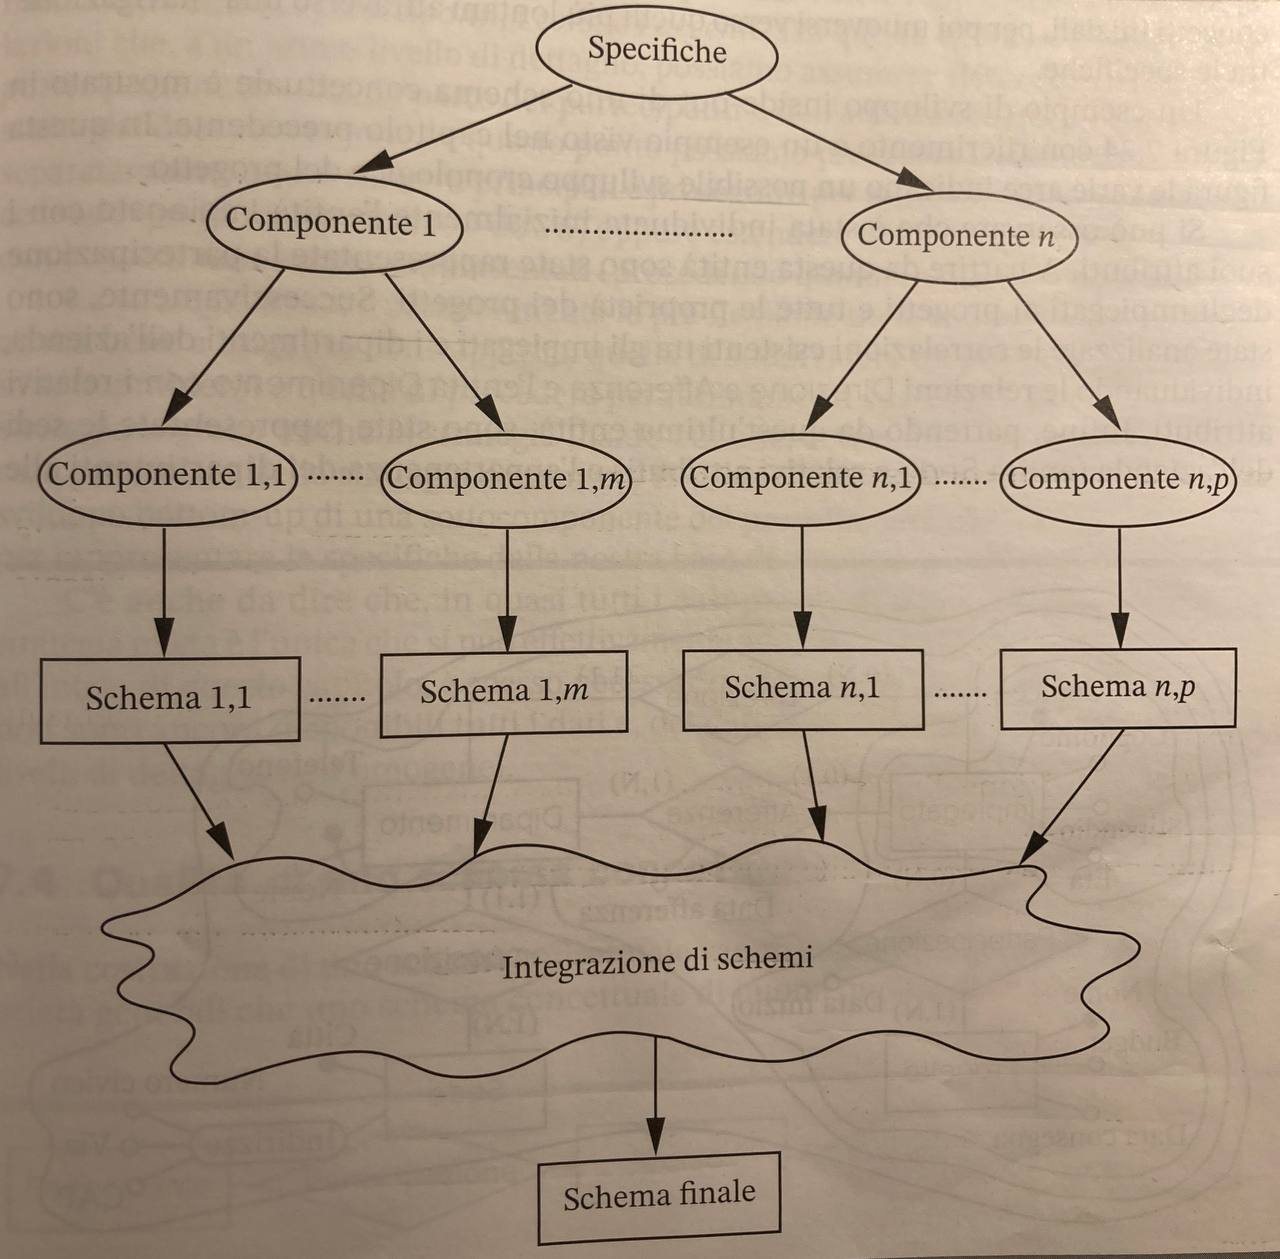 Specifiche
Componente 1 ........................ Componente n
Componente 1,1 ....... Componente 1,m Componente n,1 ....... Componente n,p
Schema 1,1 ....... Schema 1,m Schema n,1 ....... Schema n,p
Integrazione di schemi
Schema finale